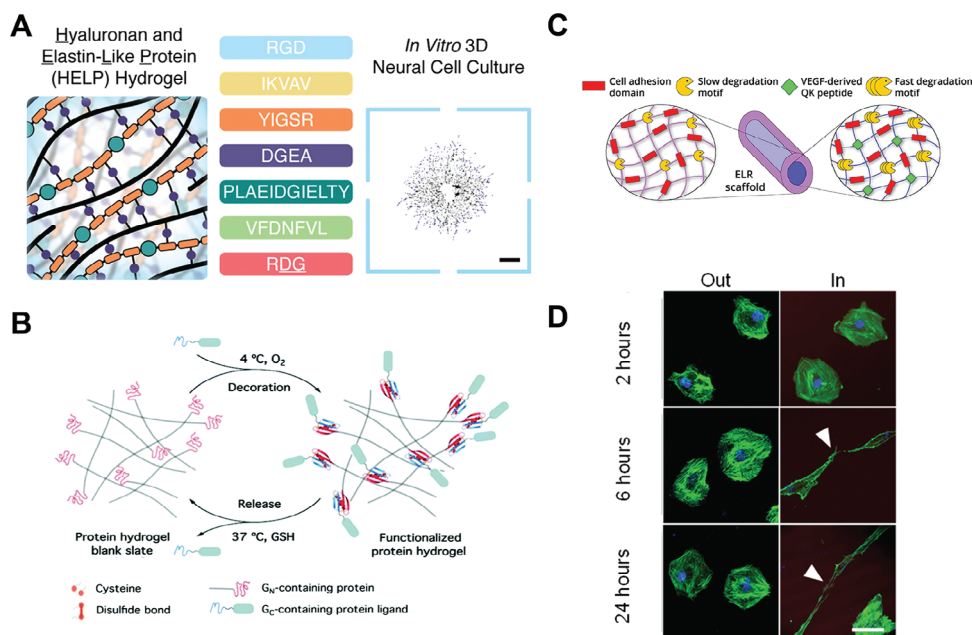 A
Hyaluronan and
Elastin-Like Protein
(HELP) Hydrogel
RGD
IKVAV
YIGSR
DGEA
PLAEIDGIELTY
VFDNFVL
RDG
In Vitro 3D
Neural Cell Culture
B
4 °C, O₂
Decoration
Release
37 °C, GSH
Protein hydrogel
blank slate
Functionalized
protein hydrogel
Cysteine
Disulfide bond
G_N-containing protein
G_C-containing protein ligand
C
Cell adhesion
domain
Slow degradation
motif
VEGF-derived
QK peptide
Fast degradation
motif
ELR
scaffold
D
Out
In
2 hours
6 hours
24 hours